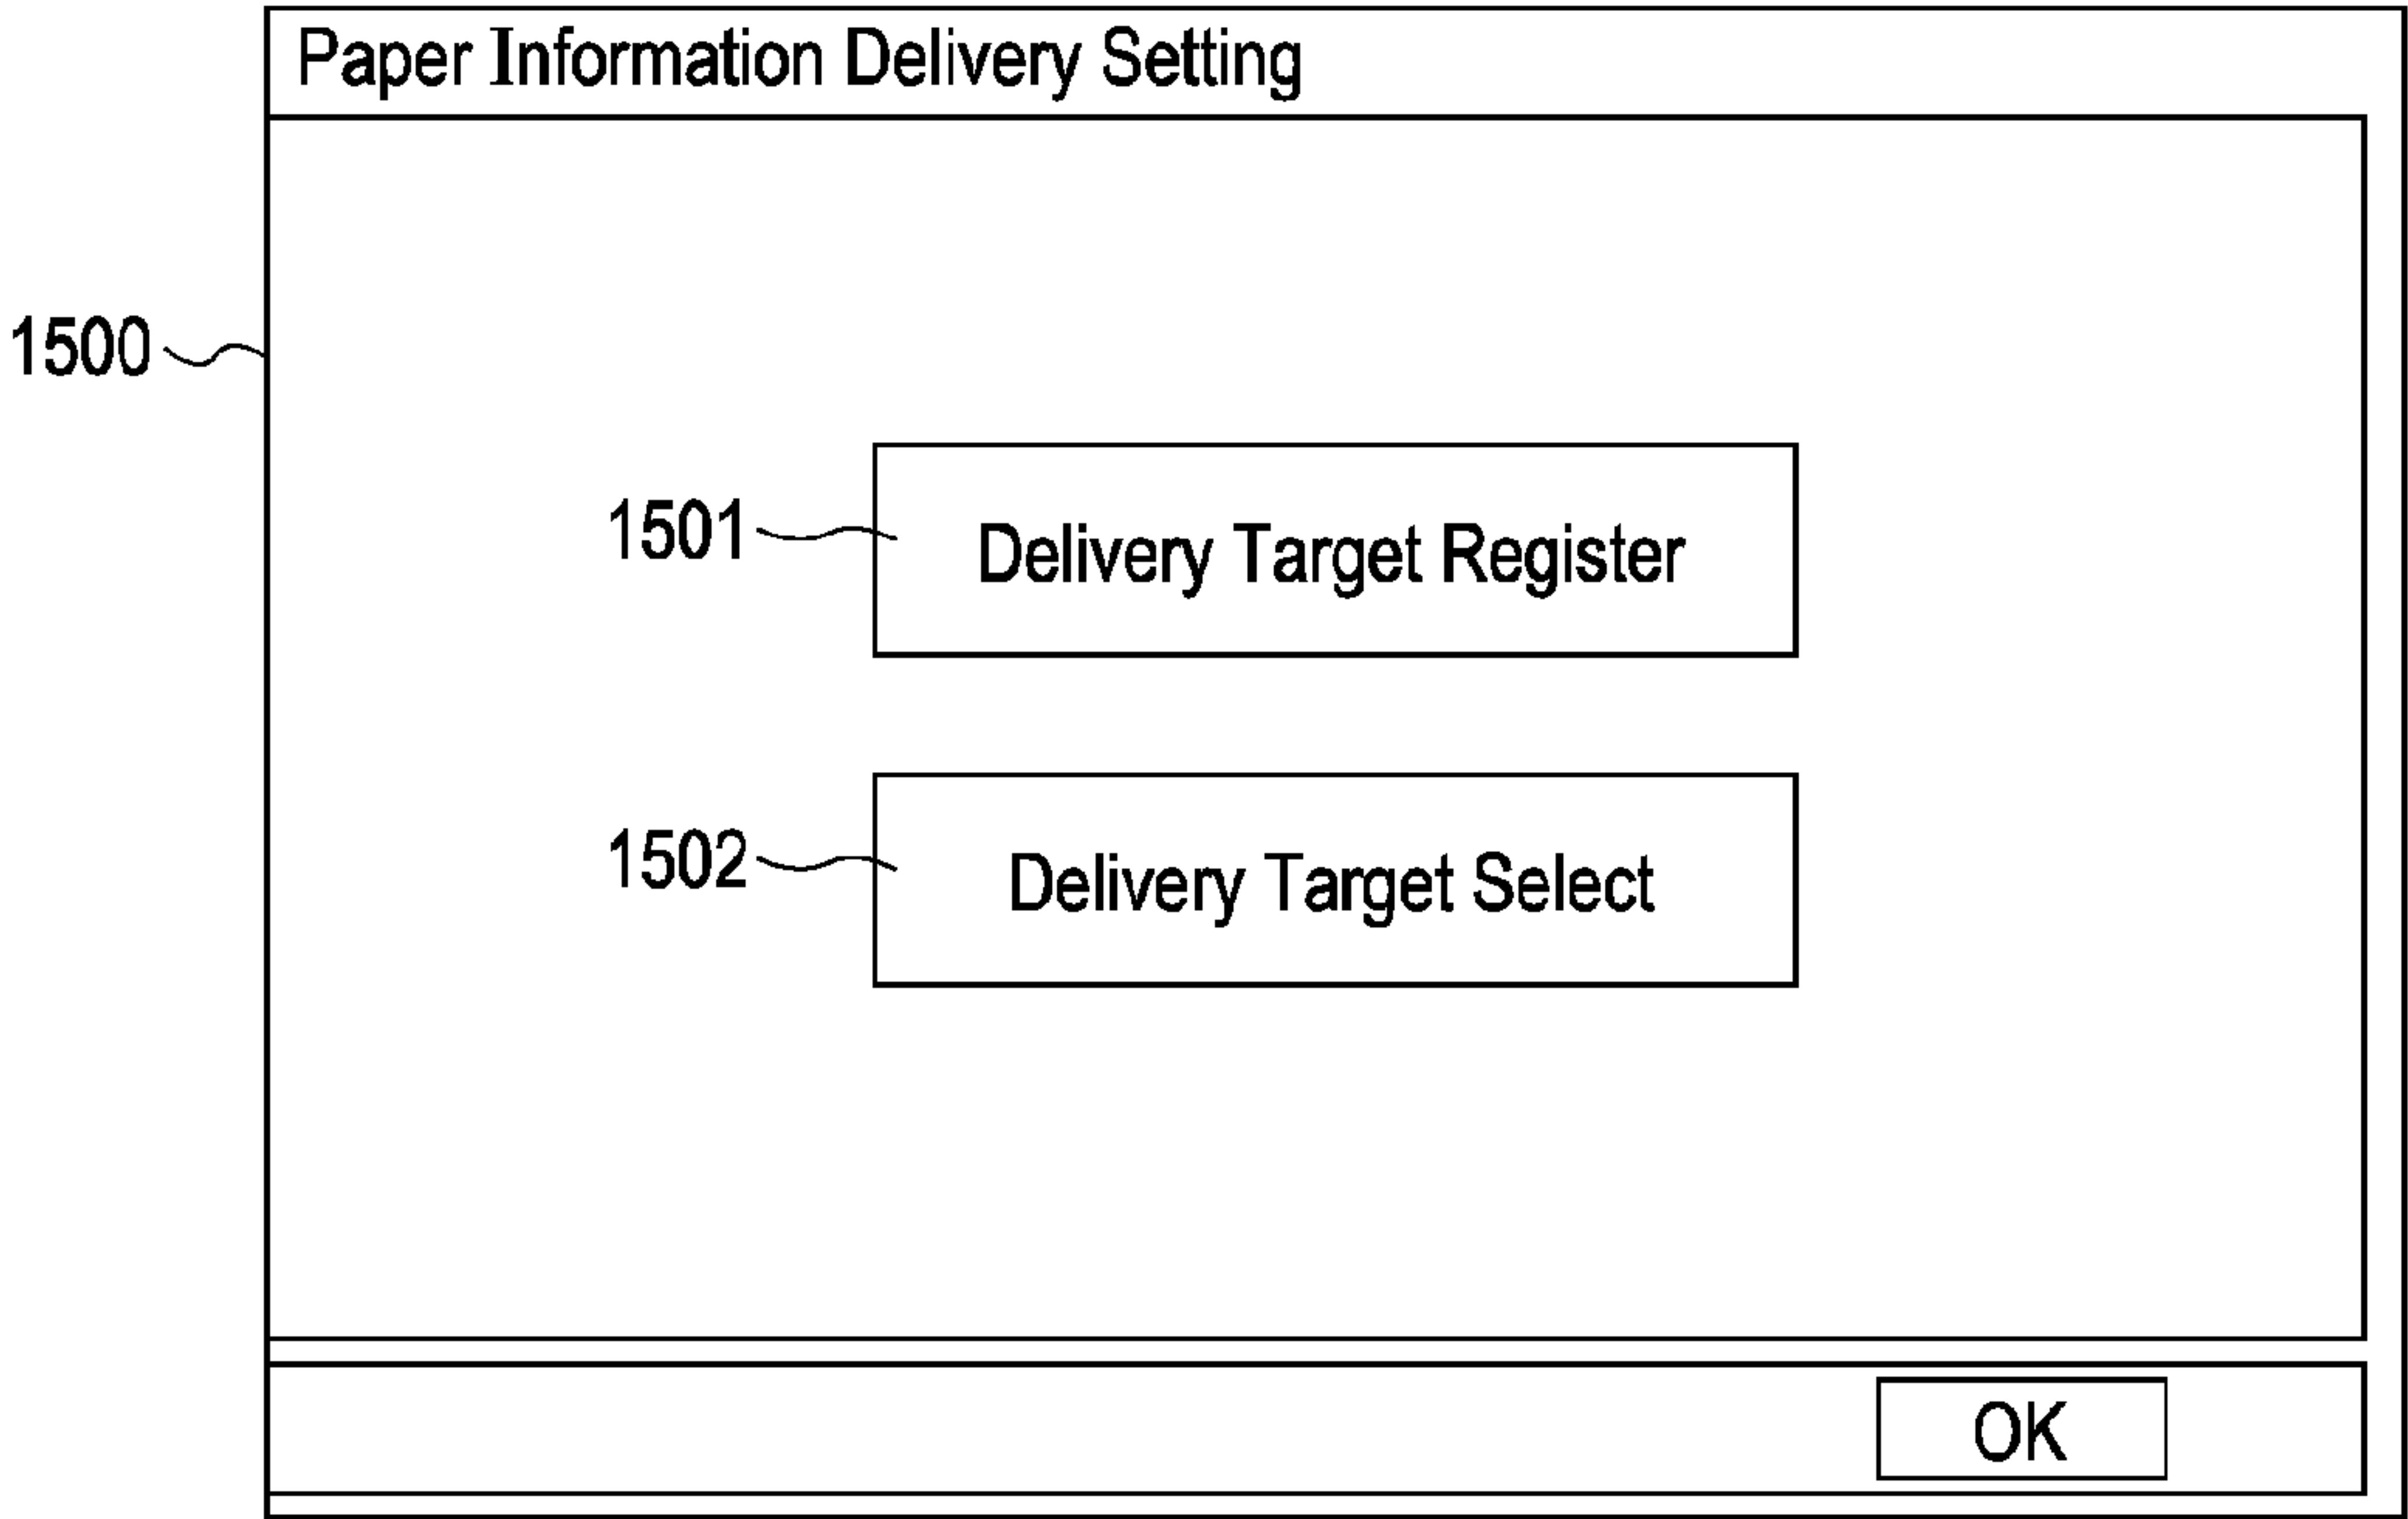 Paper Information Delivery Setting
1500
1501
Delivery Target Register
1502
Delivery Target Select
OK